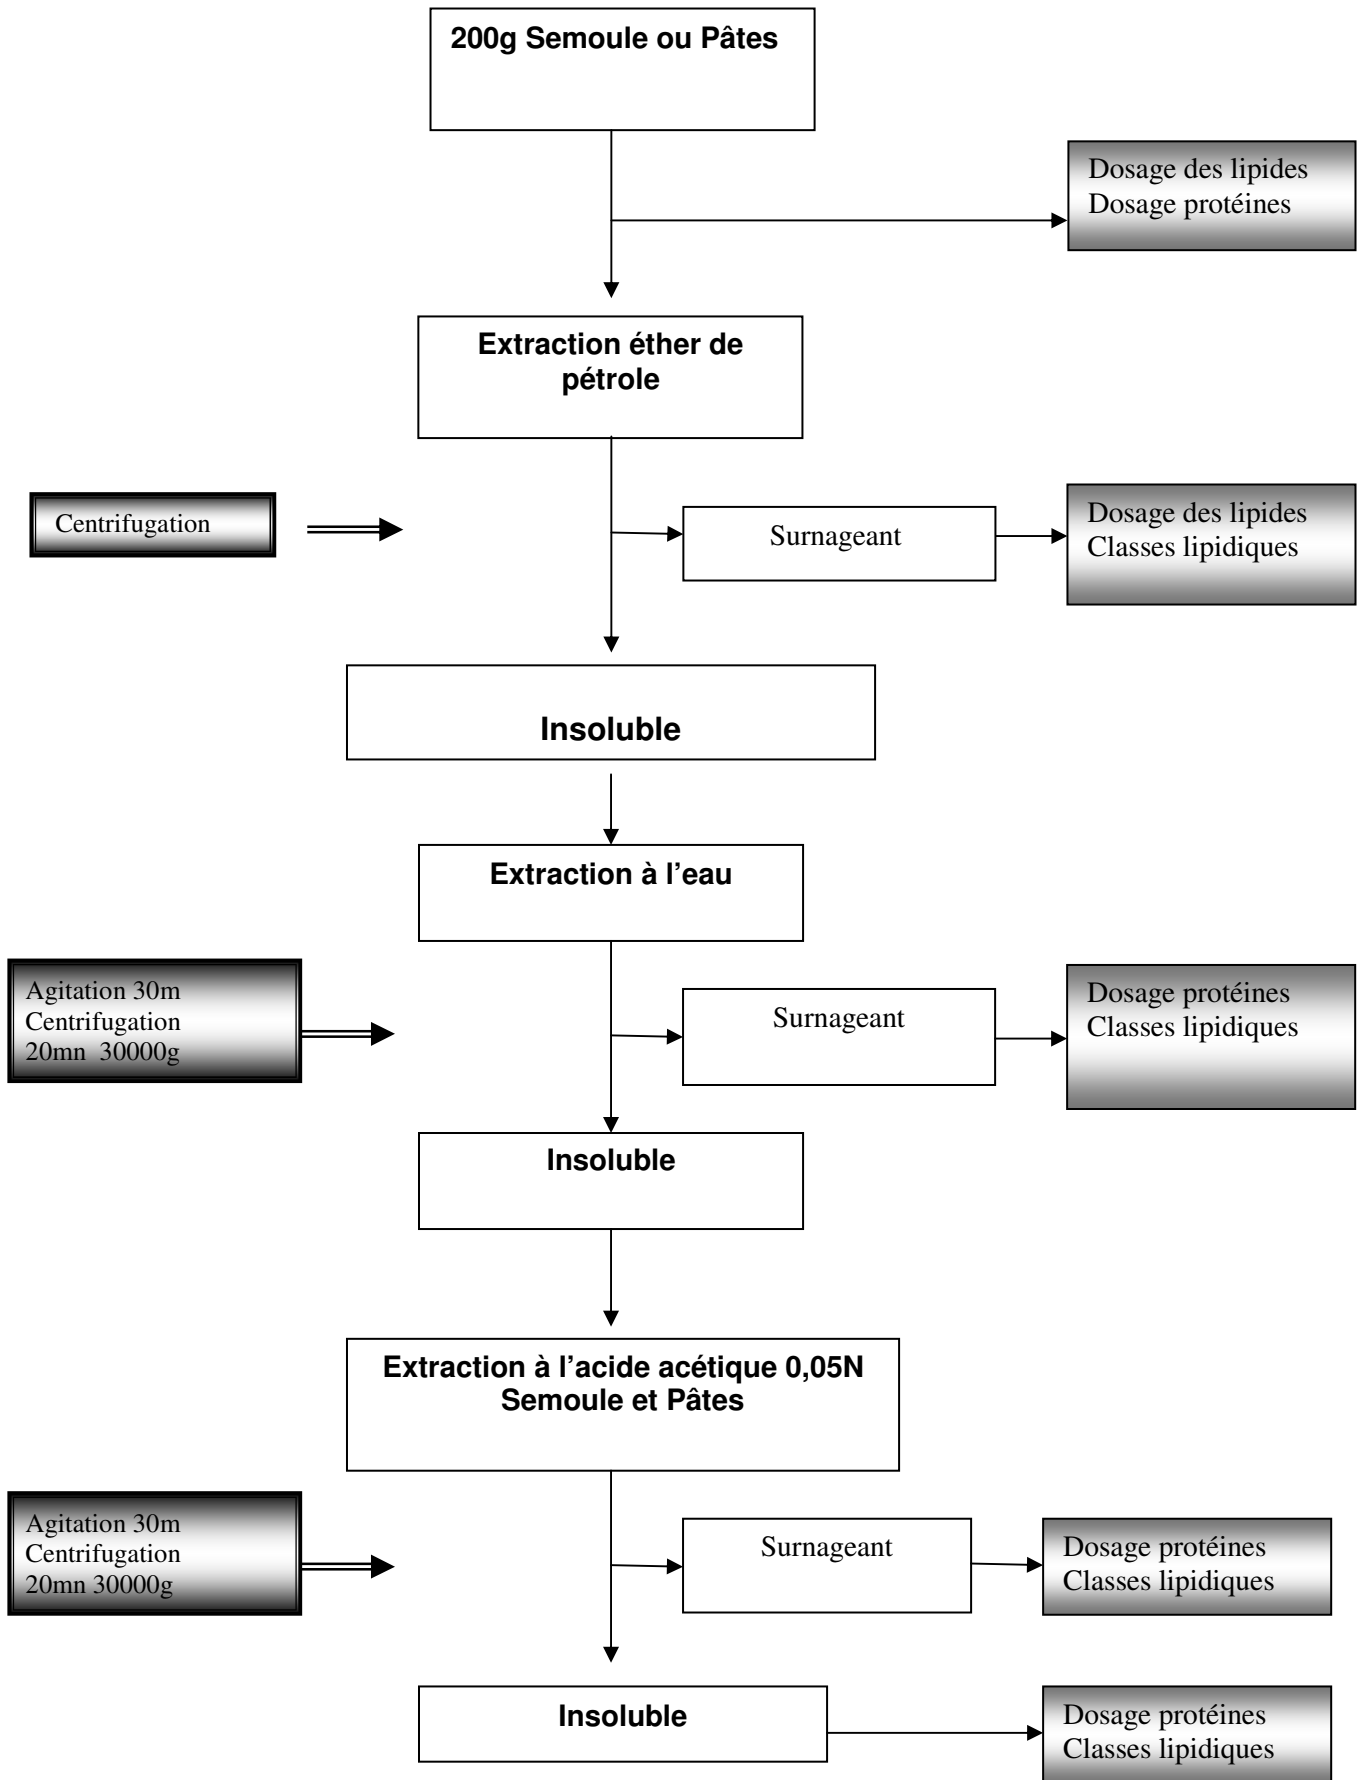 200g Semoule ou Pâtes
Dosage des lipides
Dosage protéines
Extraction éther de
pétrole
Centrifugation
Surnageant
Dosage des lipides
Classes lipidiques
Insoluble
Extraction à l’eau
Agitation 30m
Centrifugation
20mn 30000g
Surnageant
Dosage protéines
Classes lipidiques
Insoluble
Extraction à l’acide acétique 0,05N
Semoule et Pâtes
Agitation 30m
Centrifugation
20mn 30000g
Surnageant
Dosage protéines
Classes lipidiques
Insoluble
Dosage protéines
Classes lipidiques